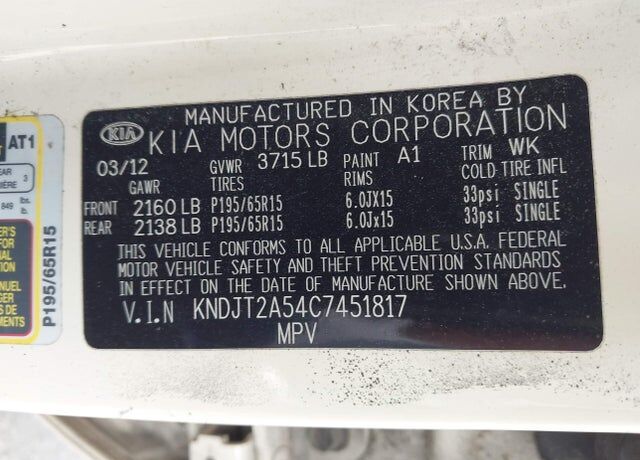 MANUFACTURED IN KOREA BY
KIA KIA MOTORS CORPORATION
03/12 GVWR 3715 LB PAINT A1 TRIM WK
GAWR TIRES RIMS COLD TIRE INFL
FRONT 2160 LB P195/65R15 6.0JX15 33psi SINGLE
REAR 2138 LB P195/65R15 6.0Jx15 33psi SINGLE
THIS VEHICLE CONFORMS TO ALL APPLICABLE U.S.A. FEDERAL
MOTOR VEHICLE SAFETY AND THEFT PREVENTION STANDARDS
IN EFFECT ON THE DATE OF MANUFACTURE SHOWN ABOVE.
V.I.N KNDJT2A54C7451817
MPV
AT1
3
849 lbs.
P195/65R15